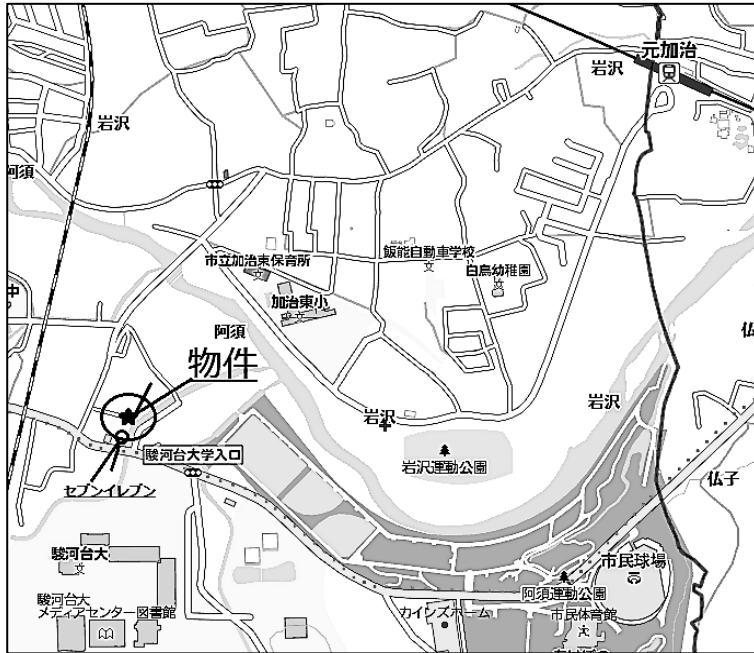 元加治
岩沢
岩沢
阿須
飯能自動車学校
市立加治東保育所
白鳥幼稚園
加治東小
中
阿須
仏
物件
岩沢
岩沢
駿河台大学入口
岩沢運動公園
セブンイレブン
仏子
駿河台大
市民球場
阿須運動公園
駿河台大
メディアセンター図書館
カインズホーム
市民体育館